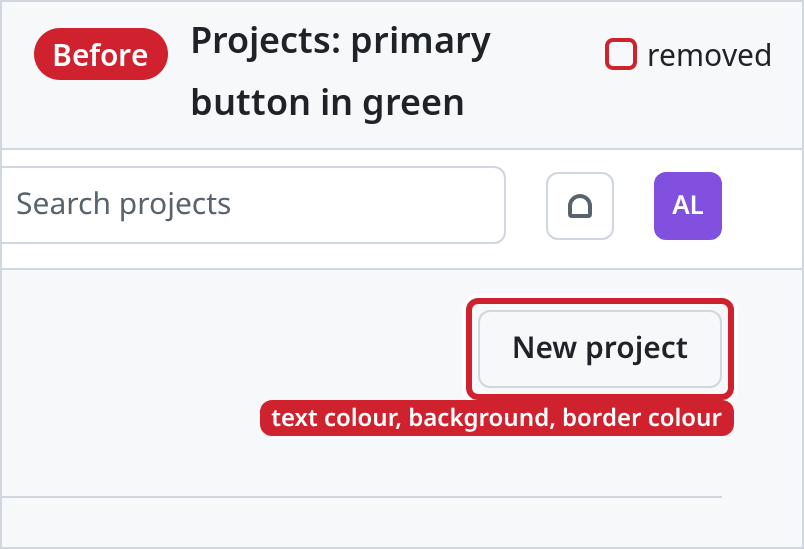 Before
Projects: primary
button in green
removed
Search projects
AL
New project
text colour, background, border colour